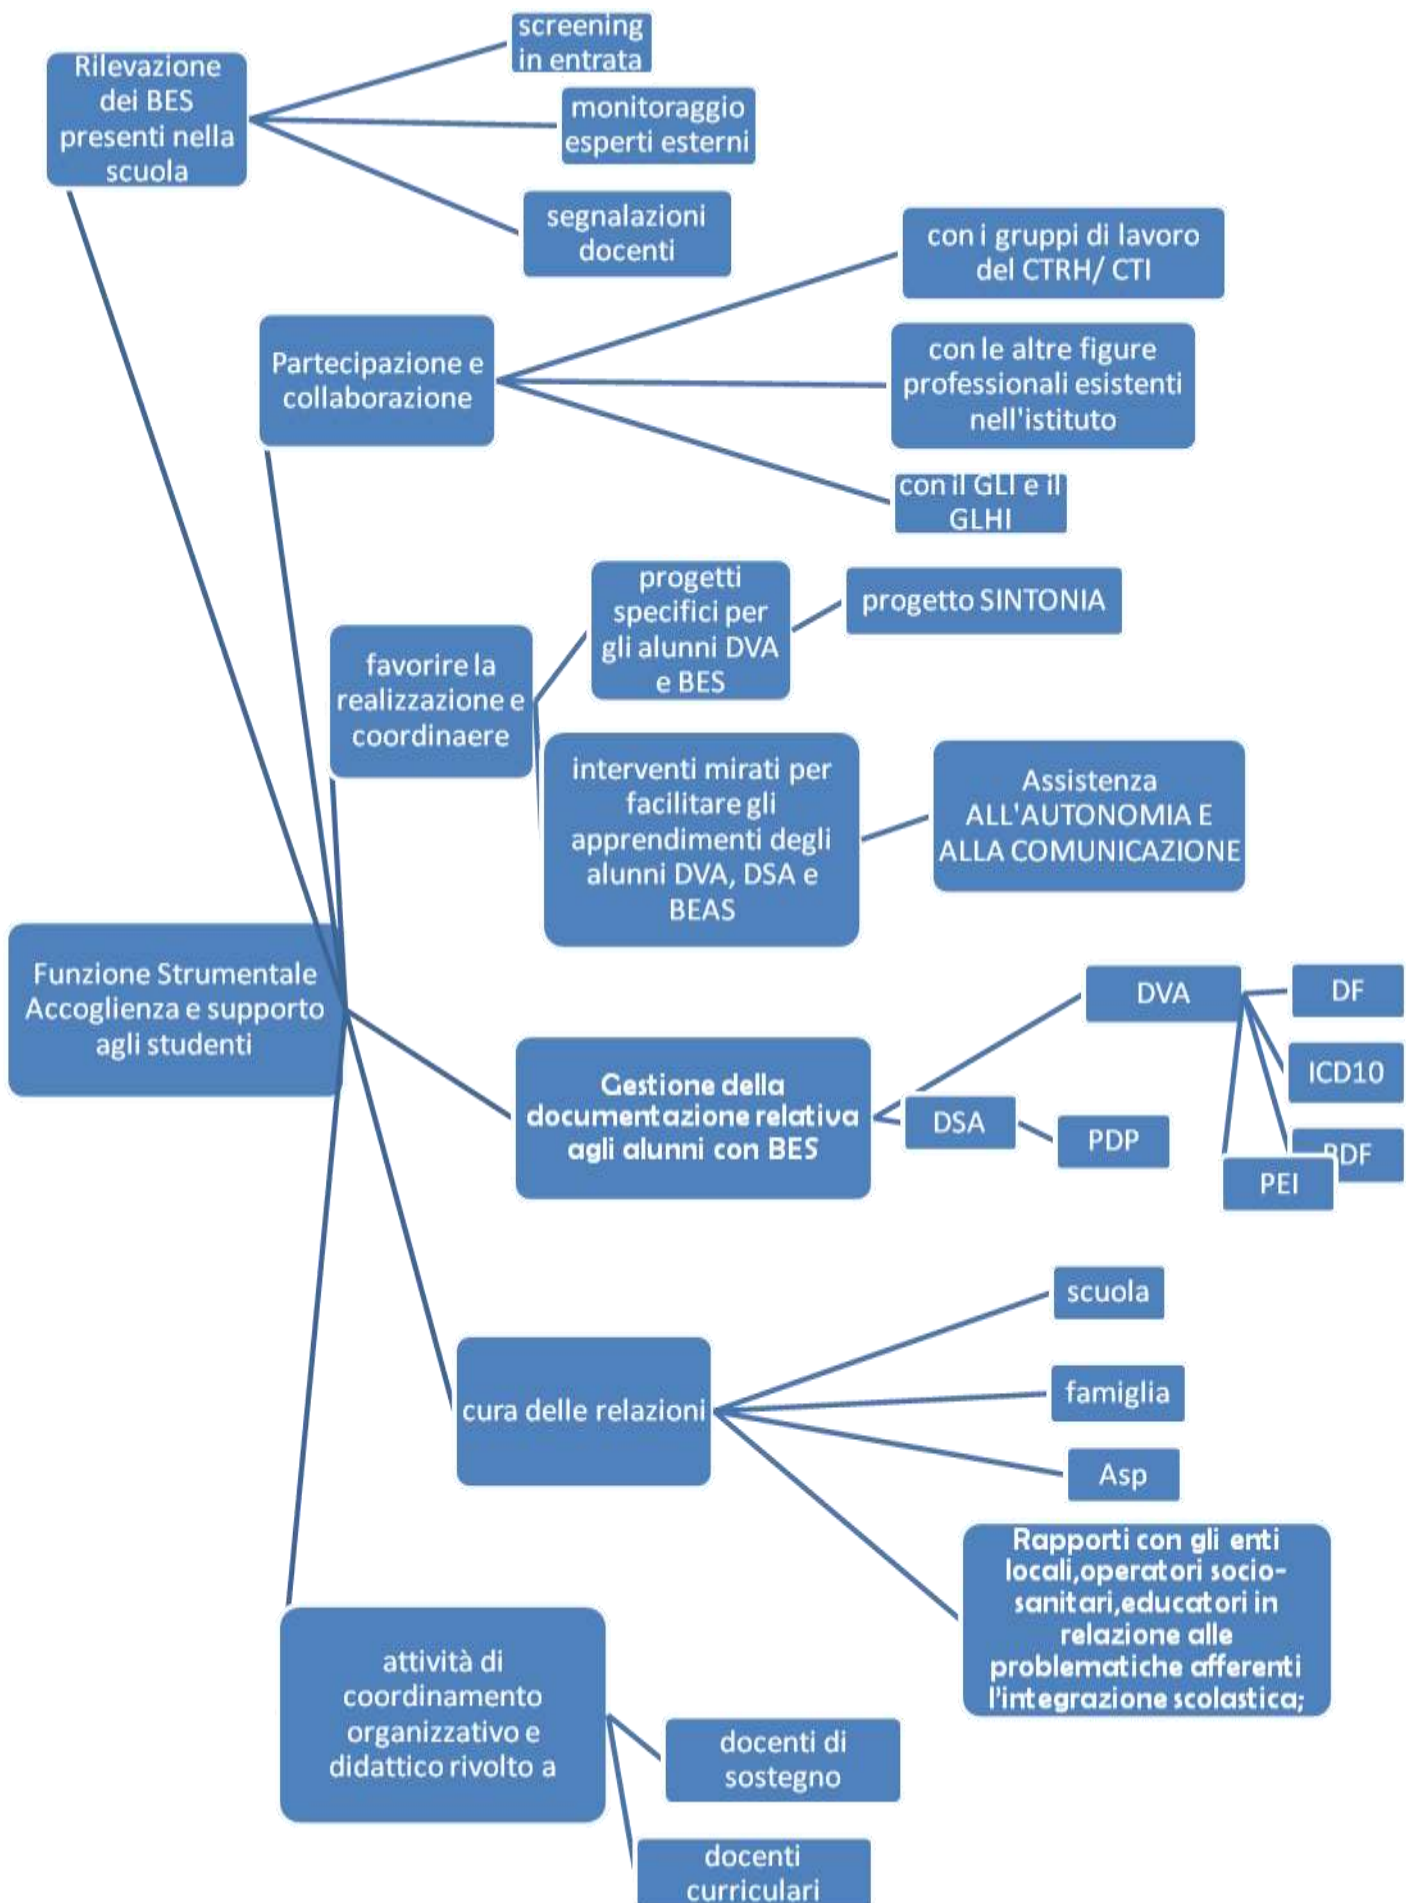 screening
in entrata
Rilevazione
dei BES
presenti nella
scuola
monitoraggio
esperti esterni
segnalazioni
docenti
con i gruppi di lavoro
del CTRH/ CTI
Partecipazione e
collaborazione
con le altre figure
professionali esistenti
nell'istituto
con il GLI e il
GLHI
progetti
specifici per
gli alunni DVA
e BES
progetto SINTONIA
favorire la
realizzazione e
coordinaere
interventi mirati per
facilitare gli
apprendimenti degli
alunni DVA, DSA e
BEAS
Assistenza
ALL'AUTONOMIA E
ALLA COMUNICAZIONE
Funzione Strumentale
Accoglienza e supporto
agli studenti
Gestione della
documentazione relativa
agli alunni con BES
DVA
DF
ICD10
PDF
PEI
DSA
PDP
scuola
famiglia
cura delle relazioni
Asp
Rapporti con gli enti
locali,operatori socio-
sanitari,educatori in
relazione alle
problematiche afferenti
l'integrazione scolastica;
attività di
coordinamento
organizzativo e
didattico rivolto a
docenti di
sostegno
docenti
curriculari